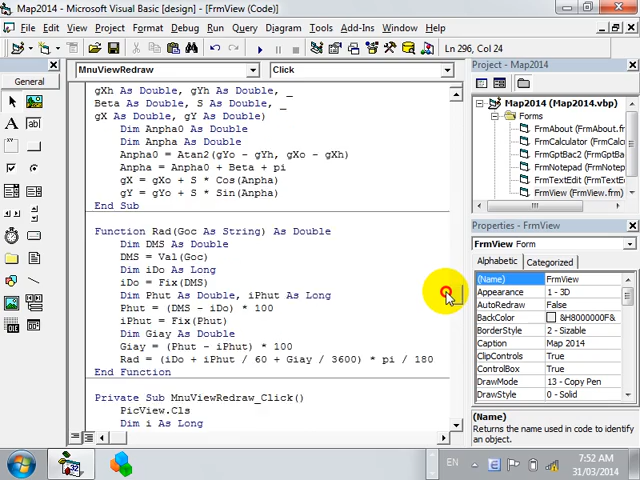 Map2014 - Microsoft Visual Basic [design] - [FrmView (Code)]
File Edit View Project Format Debug Run Query Diagram Tools Add-Ins Window Help
Ln 296, Col 24
General
MnuViewRedraw
Click
gXh As Double, gYh As Double, _
Beta As Double, S As Double, _
gX As Double, gY As Double)
Dim Anpha0 As Double
Dim Anpha As Double
Anpha0 = Atan2(gYo - gYh, gXo - gXh)
Anpha = Anpha0 + Beta + pi
gX = gXo + S * Cos(Anpha)
gY = gYo + S * Sin(Anpha)
End Sub
Function Rad(Goc As String) As Double
Dim DMS As Double
DMS = Val(Goc)
Dim iDo As Long
iDo = Fix(DMS)
Dim Phut As Double, iPhut As Long
Phut = (DMS - iDo) * 100
iPhut = Fix(Phut)
Dim Giay As Double
Giay = (Phut - iPhut) * 100
Rad = (iDo + iPhut / 60 + Giay / 3600) * pi / 180
End Function
Private Sub MnuViewRedraw_Click()
PicView.Cls
Dim i As Long
Project - Map2014
Map2014 (Map2014.vbp)
Forms
FrmAbout (FrmAbout.fr
FrmCalculator (FrmCalcu
FrmGptBac2 (FrmGptBac
FrmNotepad (FrmNotepa
FrmTextEdit (FrmTextEd
FrmView (FrmView.frm)
Properties - FrmView
FrmView Form
Alphabetic Categorized
(Name) FrmView
Appearance 1 - 3D
AutoRedraw False
BackColor &H8000000F&
BorderStyle 2 - Sizable
Caption Map 2014
ClipControls True
ControlBox True
DrawMode 13 - Copy Pen
DrawStyle 0 - Solid
(Name)
Returns the name used in code to identify
an object.
EN
7:52 AM
31/03/2014